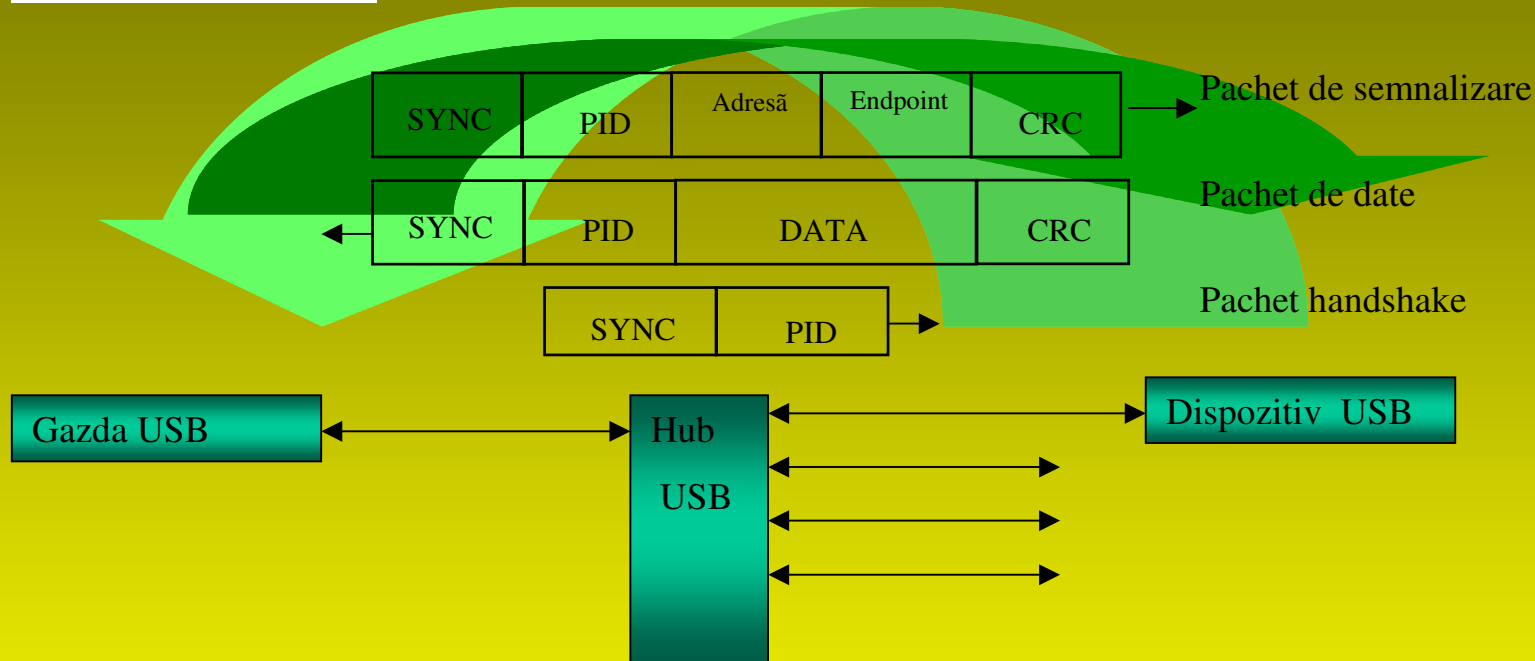 SYNC PID Adresã Endpoint CRC Pachet de semnalizare
SYNC PID DATA CRC Pachet de date
SYNC PID Pachet handshake
Gazda USB Hub Dispozitiv  USB
USB